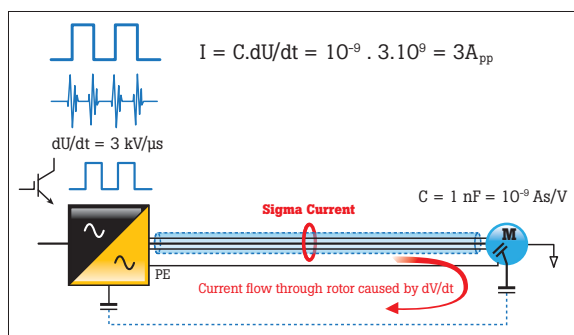 I = C.dU/dt = 10⁻⁹ . 3.10⁹ = 3Aₚₚ
dU/dt = 3 kV/µs
C = 1 nF = 10⁻⁹ As/V
Sigma Current
M
PE
Current flow through rotor caused by dV/dt